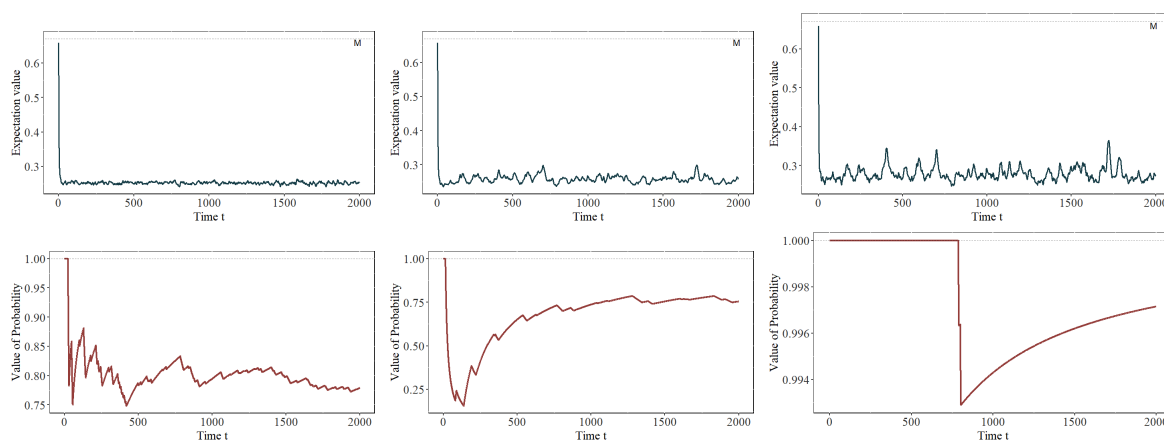 M
Expectation value
0.6
0.5
0.4
0.3
0 500 1000 1500 2000
Time t
M
Expectation value
0.6
0.5
0.4
0.3
0 500 1000 1500 2000
Time t
M
Expectation value
0.6
0.5
0.4
0.3
0 500 1000 1500 2000
Time t
Value of Probability
1.00
0.95
0.90
0.85
0.80
0.75
0 500 1000 1500 2000
Time t
Value of Probability
1.00
0.75
0.50
0.25
0 500 1000 1500 2000
Time t
Value of Probability
1.000
0.998
0.996
0.994
0 500 1000 1500 2000
Time t